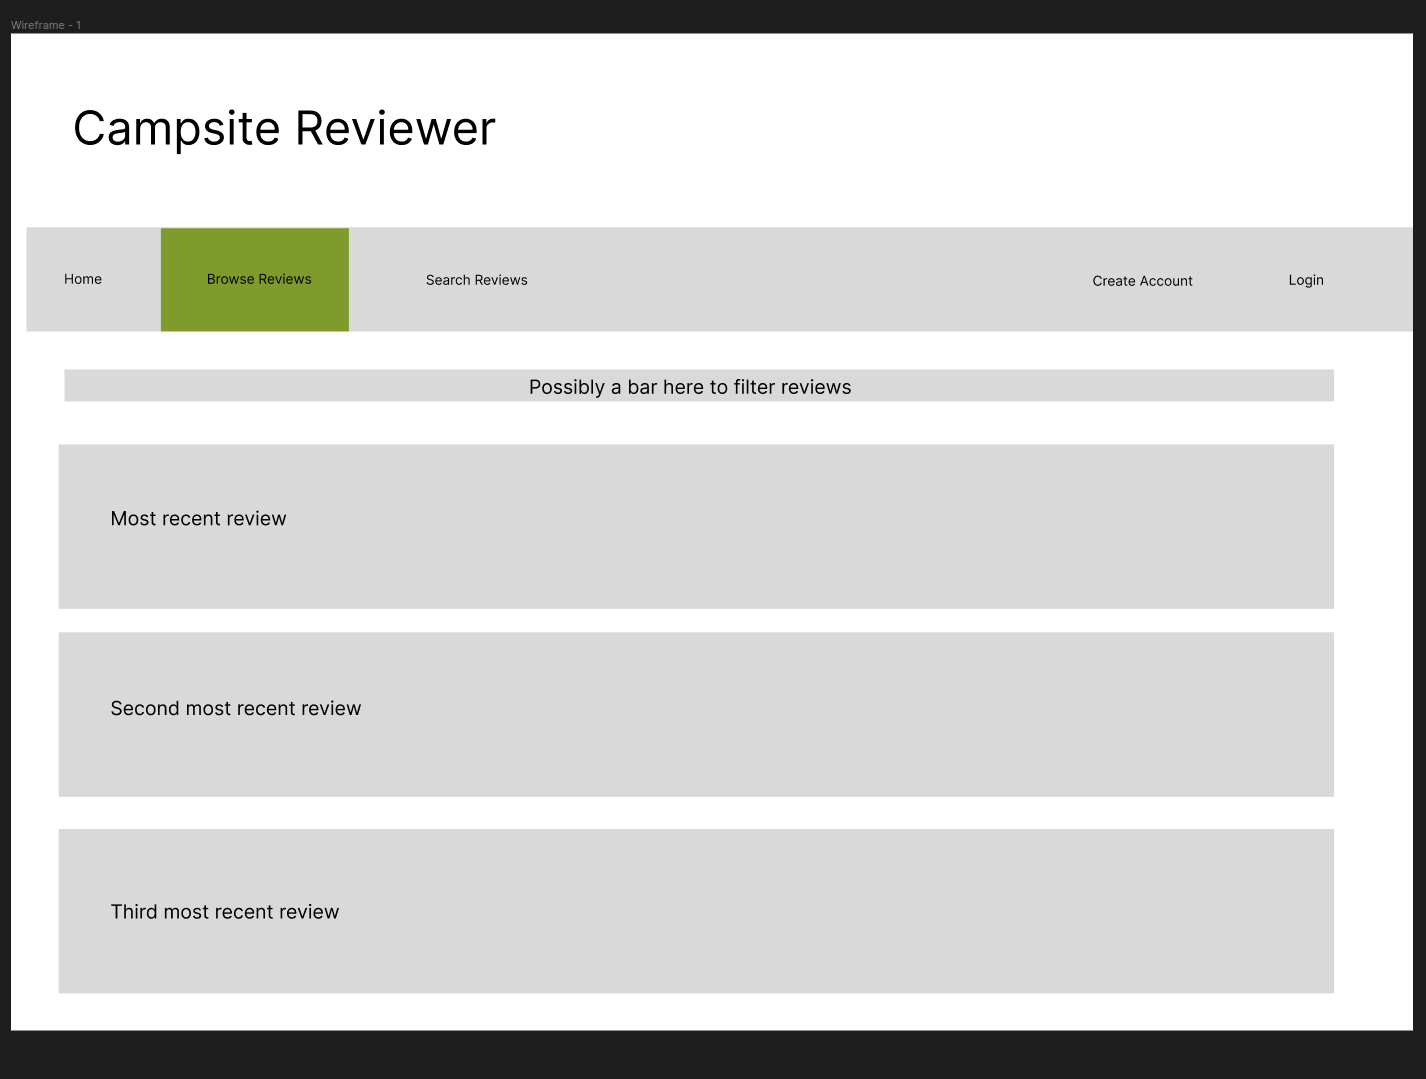 Wireframe - 1
Campsite Reviewer
Home
Browse Reviews
Search Reviews
Create Account
Login
Possibly a bar here to filter reviews
Most recent review
Second most recent review
Third most recent review